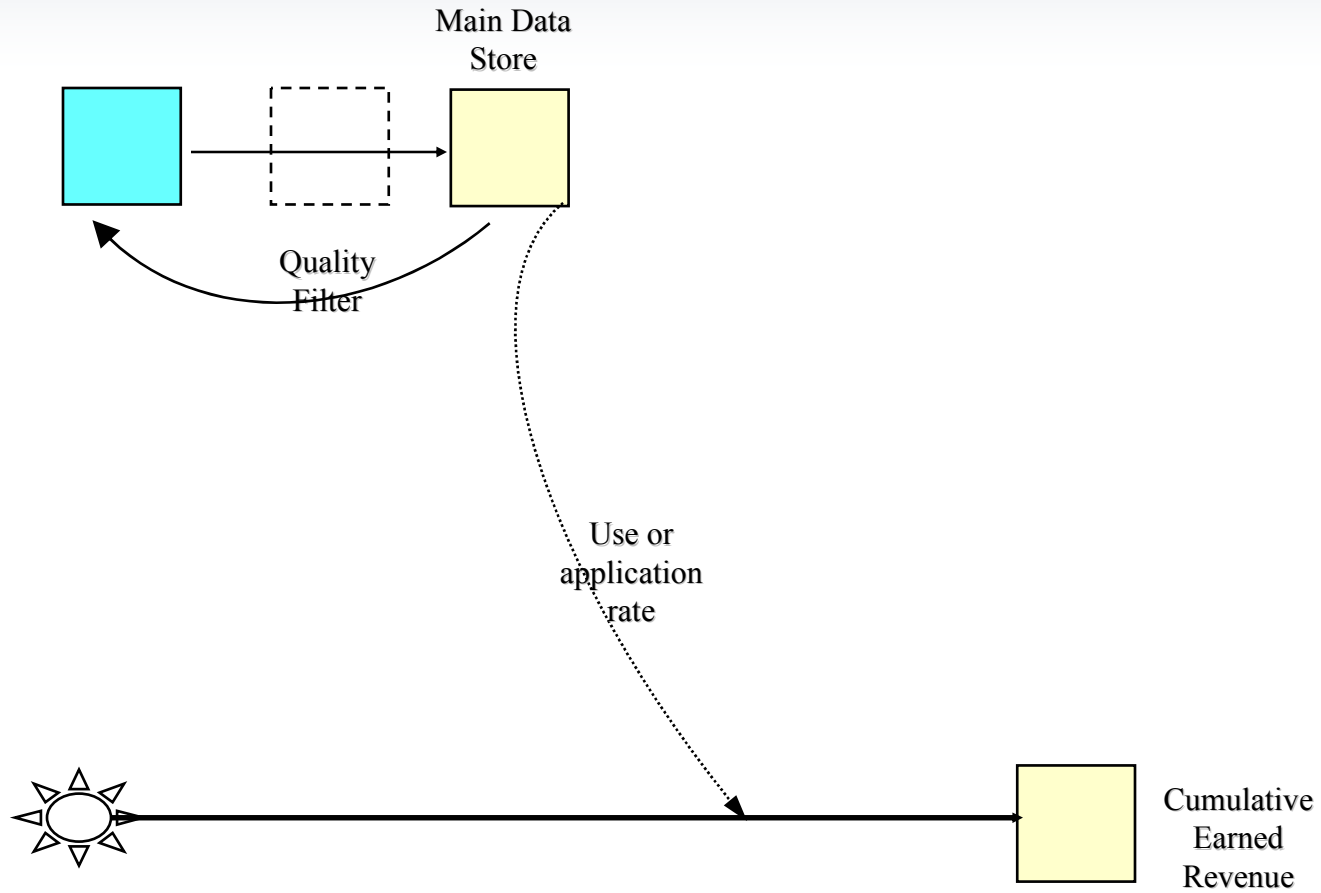 Main Data
Store
Quality
Filter
Use or
application
rate
Cumulative
Earned
Revenue